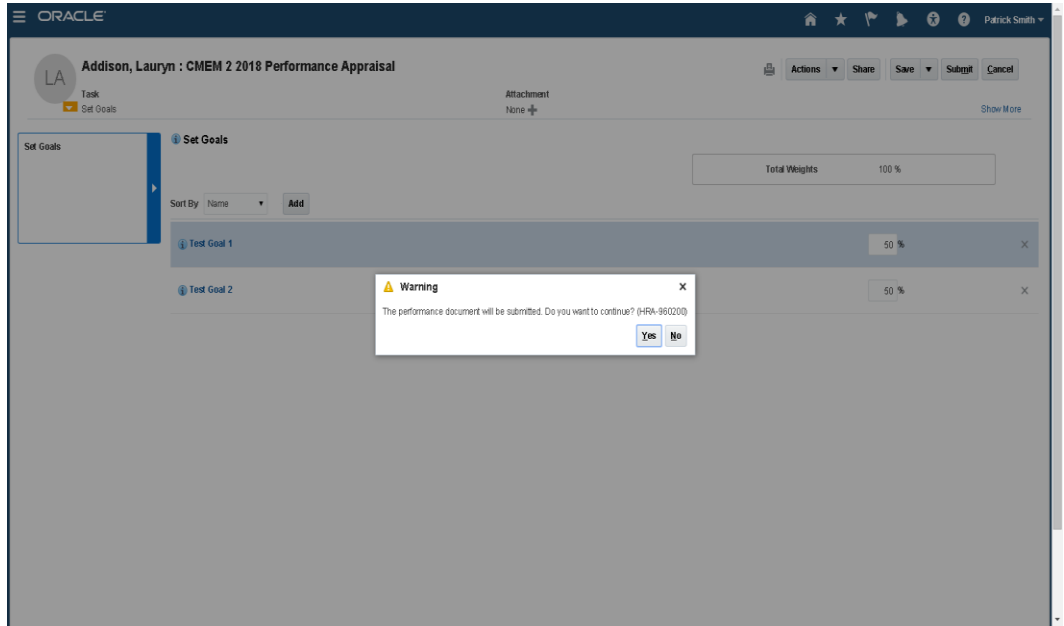 ORACLE
Patrick Smith
LA
Addison, Lauryn : CMEM 2 2018 Performance Appraisal
Actions Share Save Submit Cancel
Task
Attachment
Set Goals
None
Show More
Set Goals
Set Goals
Total Weights 100 %
Sort By Name Add
Test Goal 1 50 % X
Test Goal 2 50 % X
Warning X
The performance document will be submitted. Do you want to continue? (HRA-960200)
Yes No